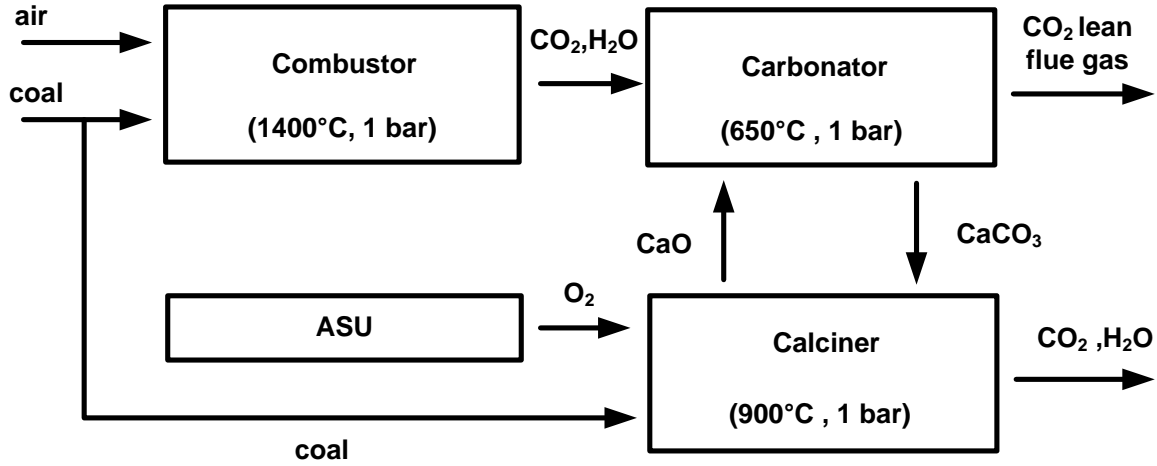 air
coal
Combustor
(1400°C, 1 bar)
CO₂,H₂O
Carbonator
(650°C , 1 bar)
CO₂ lean
flue gas
CaO
CaCO₃
ASU
O₂
Calciner
(900°C , 1 bar)
CO₂ ,H₂O
coal